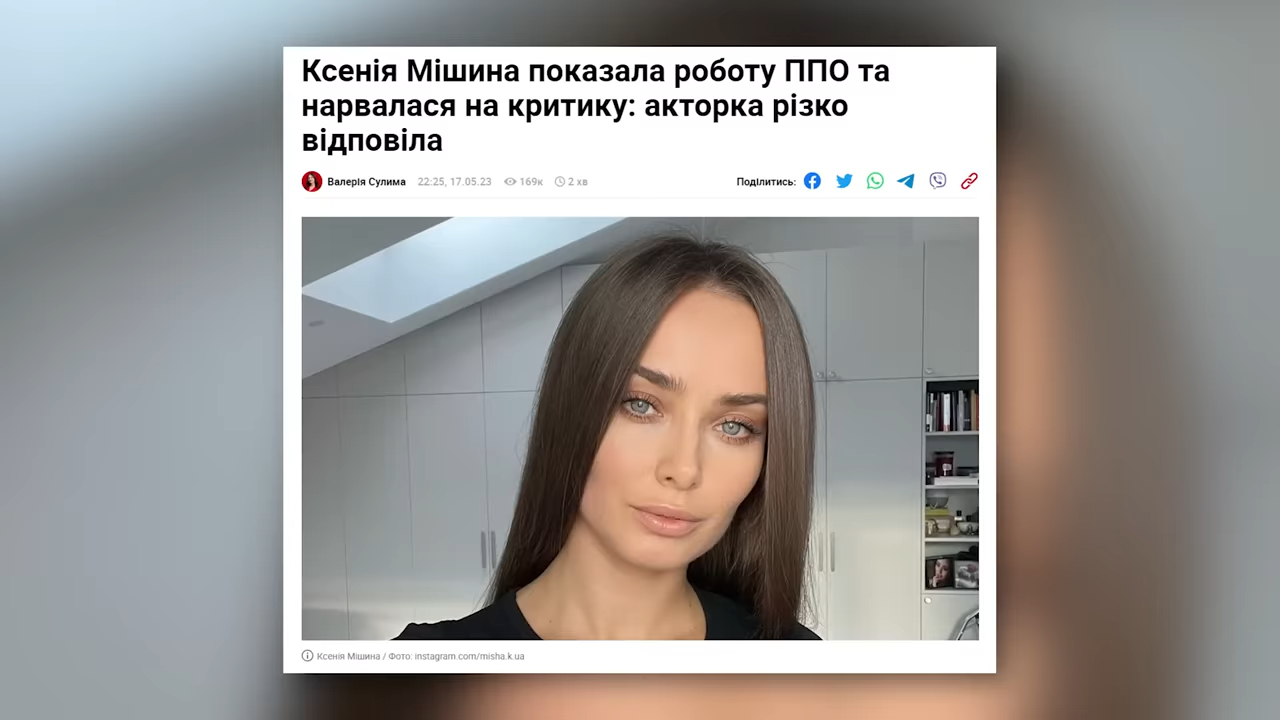 Ксенія Мішина показала роботу ППО та
нарвалася на критику: акторка різко
відповіла
Валерія Сулима 22:25, 17.05.23 169к 2 хв Поділитись:
Ксенія Мішина / Фото: instagram.com/misha.k.ua